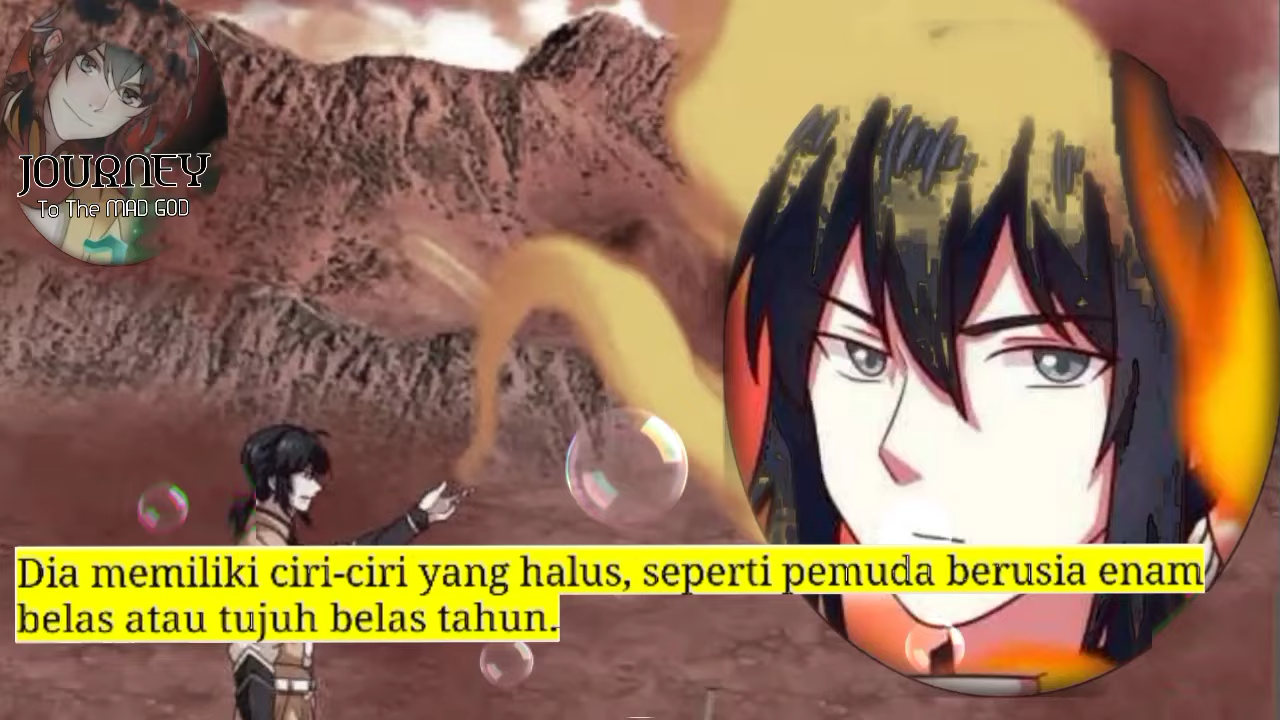 JOURNEY
To The MAD GOD
Dia memiliki ciri-ciri yang halus, seperti pemuda berusia enam
belas atau tujuh belas tahun.